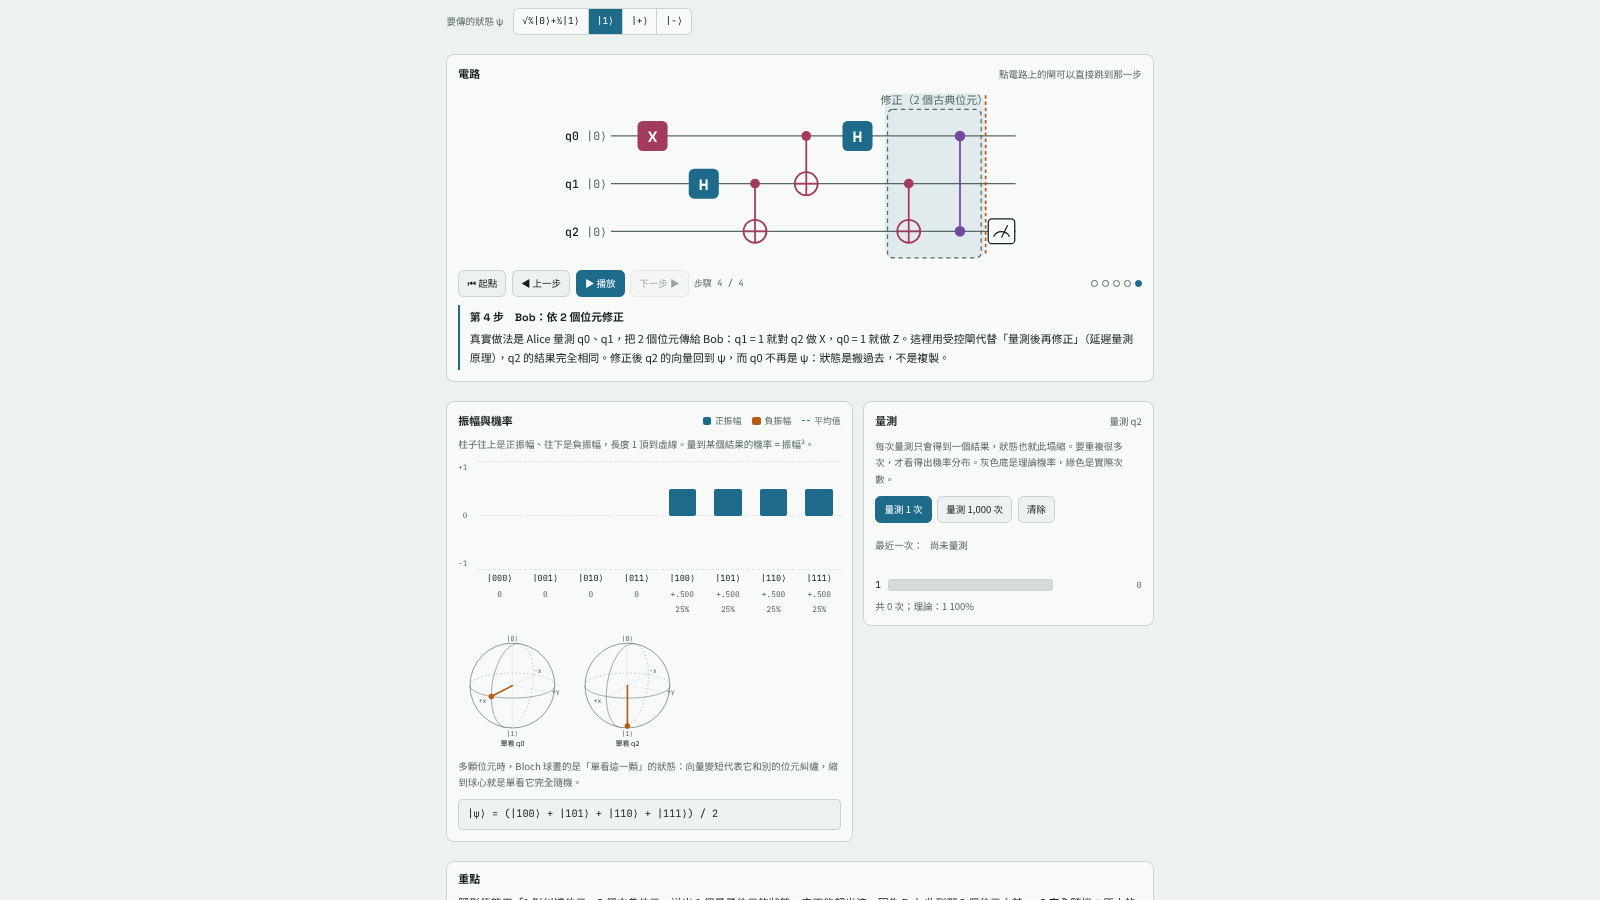 要傳的狀態 ψ
√¾|0⟩+½|1⟩ |1⟩ |+⟩ |-⟩
電路
點電路上的閘可以直接跳到那一步
修正（2 個古典位元）
q0 |0⟩ X H
q1 |0⟩ H
q2 |0⟩
⏮ 起點 ◀ 上一步 ▶ 播放 下一步 ▶ 步驟 4 / 4
第 4 步 Bob：依 2 個位元修正
真實做法是 Alice 量測 q0、q1，把 2 個位元傳給 Bob：q1 = 1 就對 q2 做 X，q0 = 1 就做 Z。這裡用受控閘代替「量測後再修正」（延遲量測
原理），q2 的結果完全相同。修正後 q2 的向量回到 ψ，而 q0 不再是 ψ：狀態是搬過去，不是複製。
振幅與機率
正振幅 負振幅 平均值
柱子往上是正振幅、往下是負振幅，長度 1 頂到虛線。量到某個結果的機率 = 振幅²。
+1
0
-1
|000⟩ |001⟩ |010⟩ |011⟩ |100⟩ |101⟩ |110⟩ |111⟩
0 0 0 0 +.500 +.500 +.500 +.500
25% 25% 25% 25%
|0⟩ |0⟩
-x -x
+y +y
+x +x
|1⟩ |1⟩
單看 q0 單看 q2
多顆位元時，Bloch 球畫的是「單看這一顆」的狀態：向量變短代表它和別的位元糾纏，縮
到球心就是單看它完全隨機。
|ψ⟩ = (|100⟩ + |101⟩ + |110⟩ + |111⟩) / 2
量測
量測 q2
每次量測只會得到一個結果，狀態也就此塌縮。要重複很多
次，才看得出機率分布。灰色底是理論機率，綠色是實際次
數。
量測 1 次 量測 1,000 次 清除
最近一次： 尚未量測
1 0
共 0 次；理論：1 100%
重點